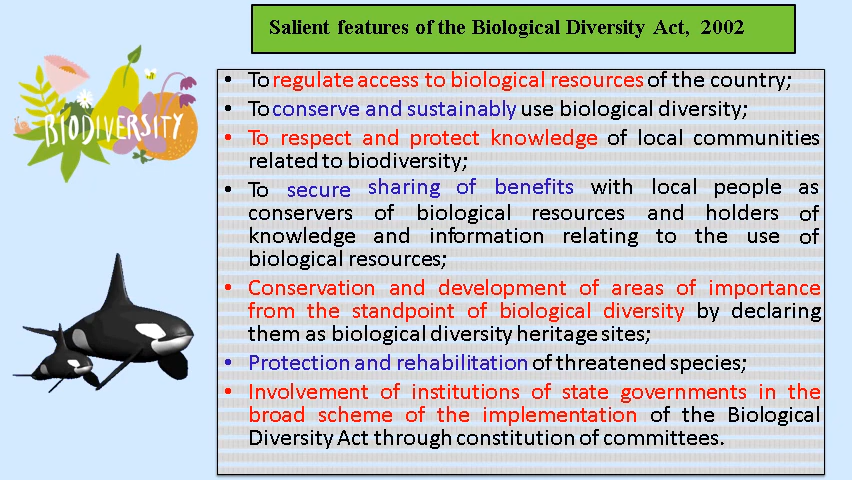 Salient features of the Biological Diversity Act, 2002
BIODIVERSITY
• To regulate access to biological resources of the country;
• To conserve and sustainably use biological diversity;
• To respect and protect knowledge of local communities
related to biodiversity;
• To secure sharing of benefits with local people as
conservers of biological resources and holders of
knowledge and information relating to the use of
biological resources;
• Conservation and development of areas of importance
from the standpoint of biological diversity by declaring
them as biological diversity heritage sites;
• Protection and rehabilitation of threatened species;
• Involvement of institutions of state governments in the
broad scheme of the implementation of the Biological
Diversity Act through constitution of committees.